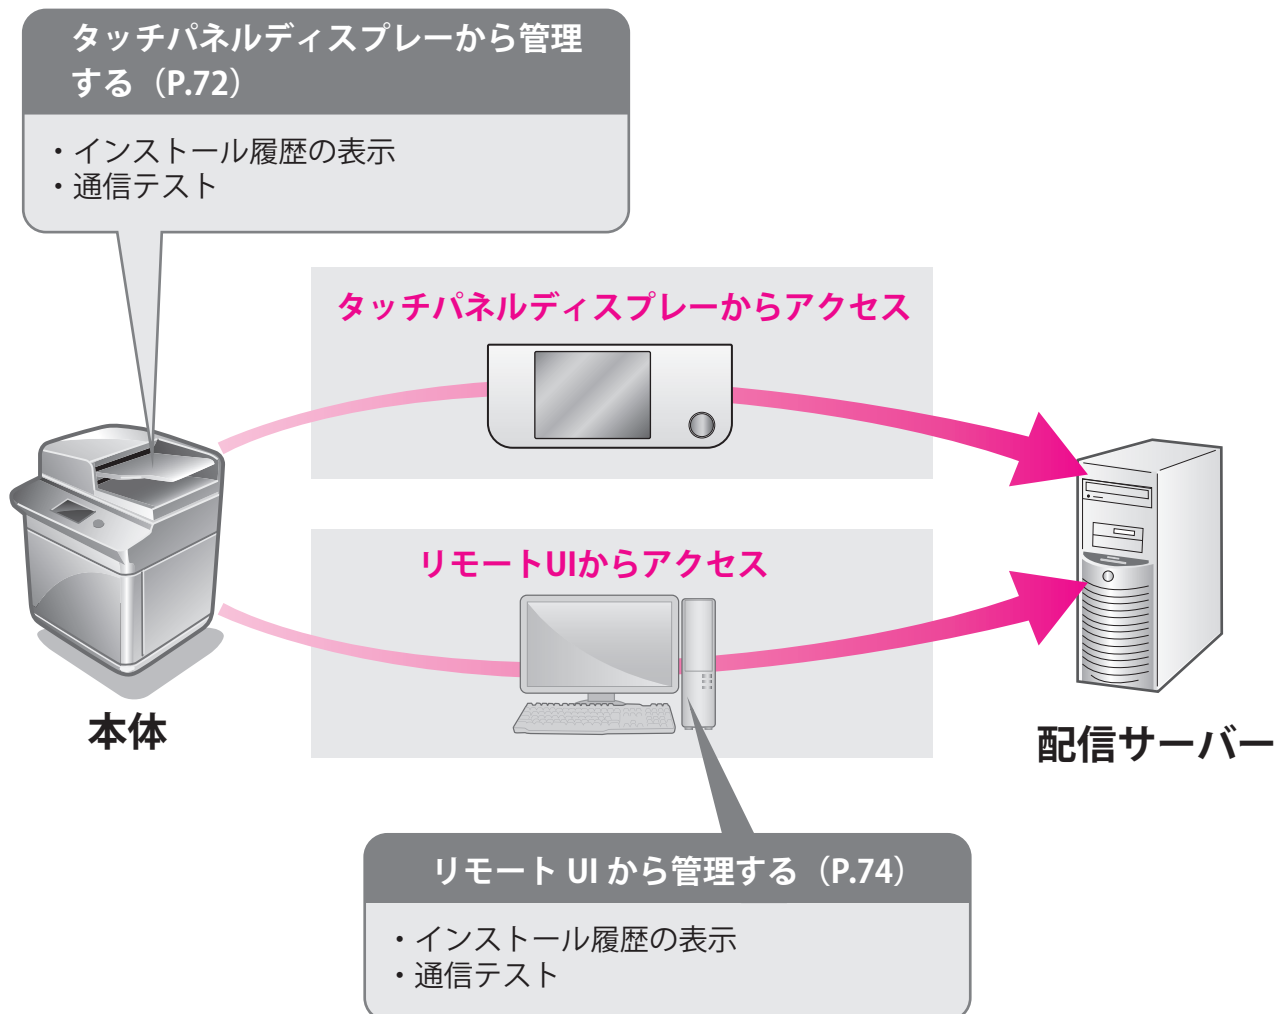 タッチパネルディスプレーから管理
する（P.72）
・インストール履歴の表示
・通信テスト
タッチパネルディスプレーからアクセス
リモートUIからアクセス
本体
配信サーバー
リモート UI から管理する（P.74）
・インストール履歴の表示
・通信テスト